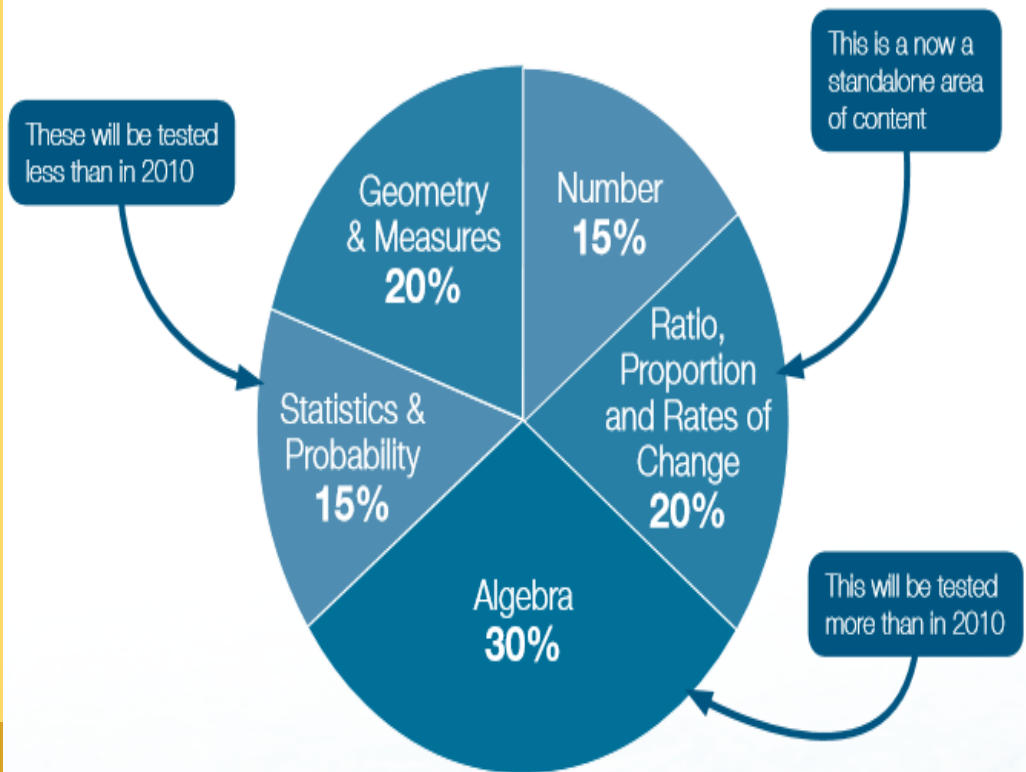 This is a now a
standalone area
of content
These will be tested
less than in 2010
Geometry
& Measures
20%
Number
15%
Ratio,
Proportion
and Rates of
Change
20%
Statistics &
Probability
15%
Algebra
30%
This will be tested
more than in 2010